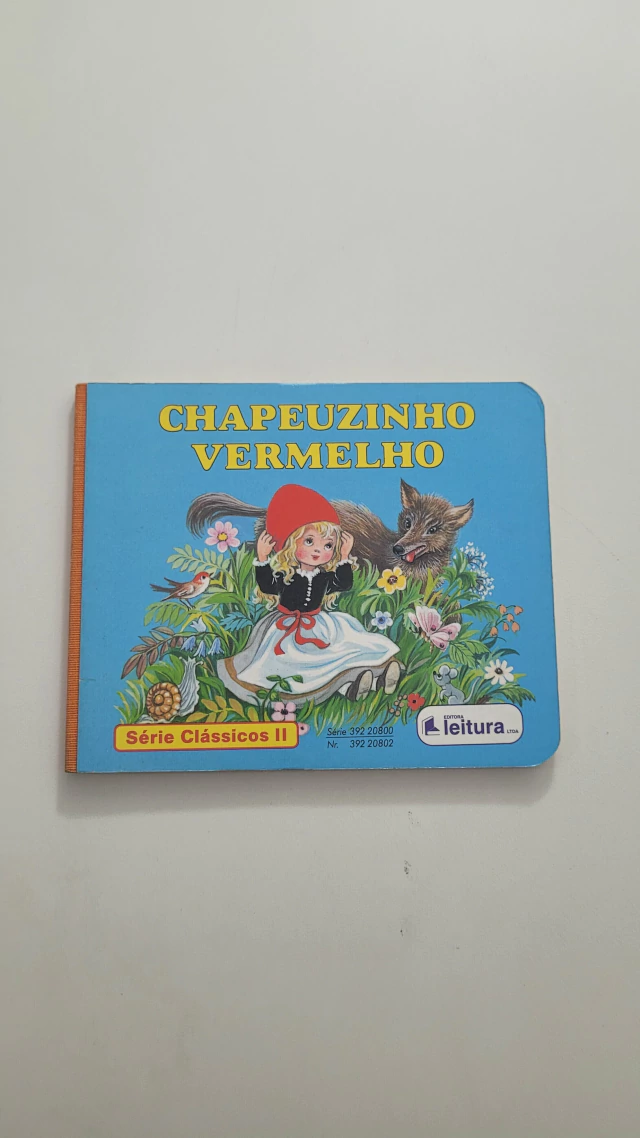 CHAPEUZINHO
VERMELHO
Série Clássicos II
Série 392 20800
Nr. 392 20802
EDITORA
leitura LTDA.